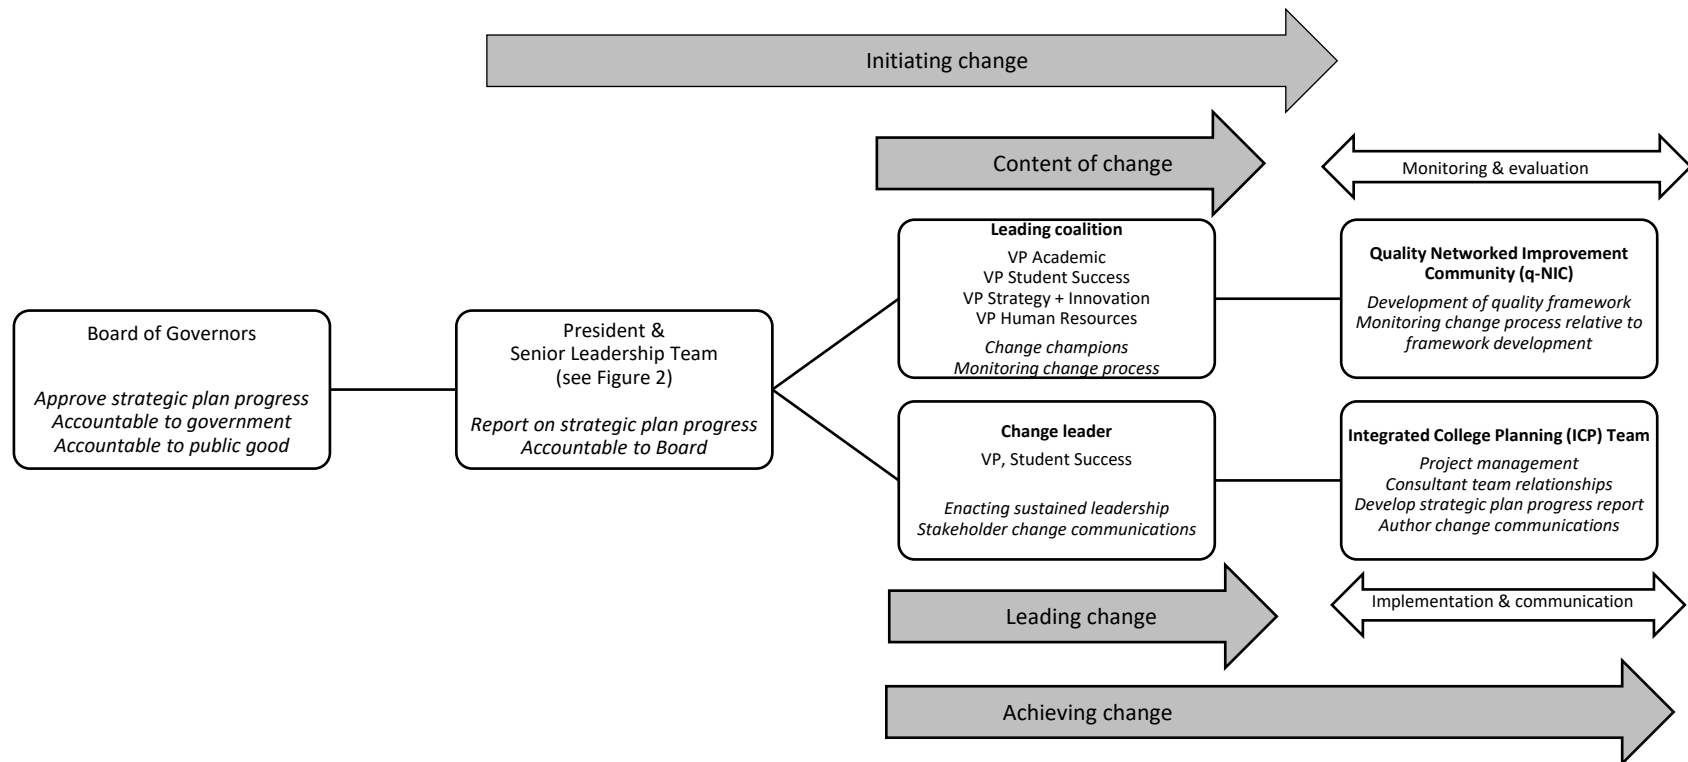 Initiating change
Content of change
Monitoring & evaluation
Board of Governors
Approve strategic plan progress
Accountable to government
Accountable to public good
President &
Senior Leadership Team
(see Figure 2)
Report on strategic plan progress
Accountable to Board
Leading coalition
VP Academic
VP Student Success
VP Strategy + Innovation
VP Human Resources
Change champions
Monitoring change process
Quality Networked Improvement
Community (q-NIC)
Development of quality framework
Monitoring change process relative to
framework development
Change leader
VP, Student Success
Enacting sustained leadership
Stakeholder change communications
Integrated College Planning (ICP) Team
Project management
Consultant team relationships
Develop strategic plan progress report
Author change communications
Leading change
Implementation & communication
Achieving change